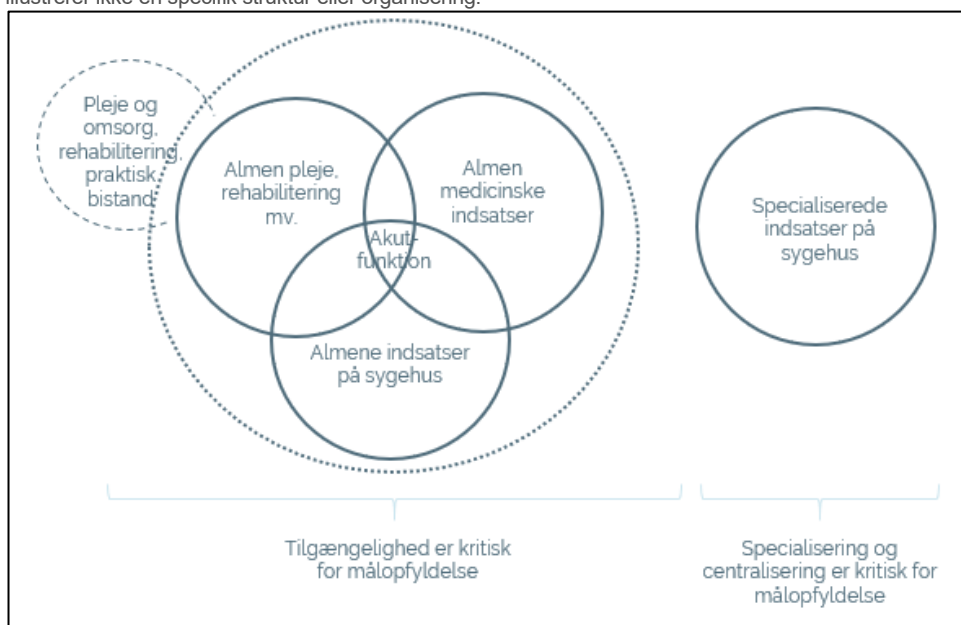 illustrerer ikke en specifik struktur eller organisering.
Pleje og
omsorg,
rehabilitering,
praktisk
bistand
Almen pleje,
rehabilitering
mv.
Almen
medicinske
indsatser
Akut-
funktion
Almene indsatser
på sygehus
Specialiserede
indsatser på
sygehus
Tilgængelighed er kritisk
for målopfyldelse
Specialisering og
centralisering er kritisk for
målopfyldelse